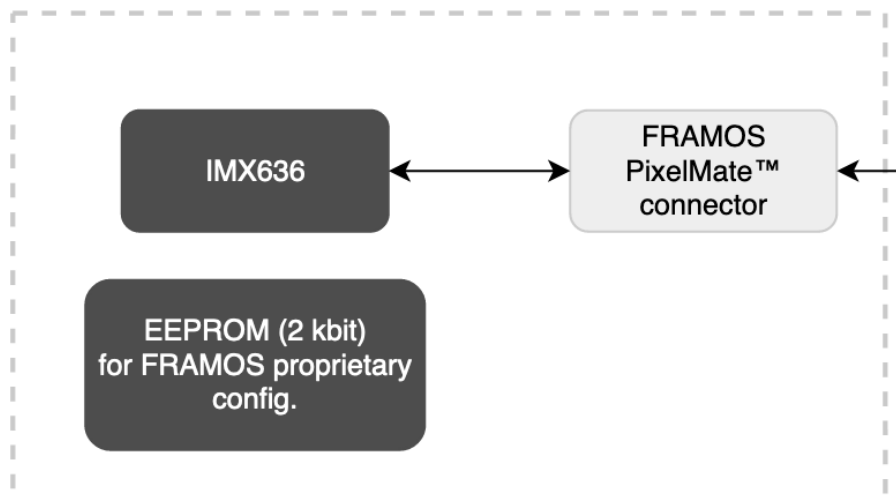 IMX636
FRAMOS
PixelMate™
connector
EEPROM (2 kbit)
for FRAMOS proprietary
config.